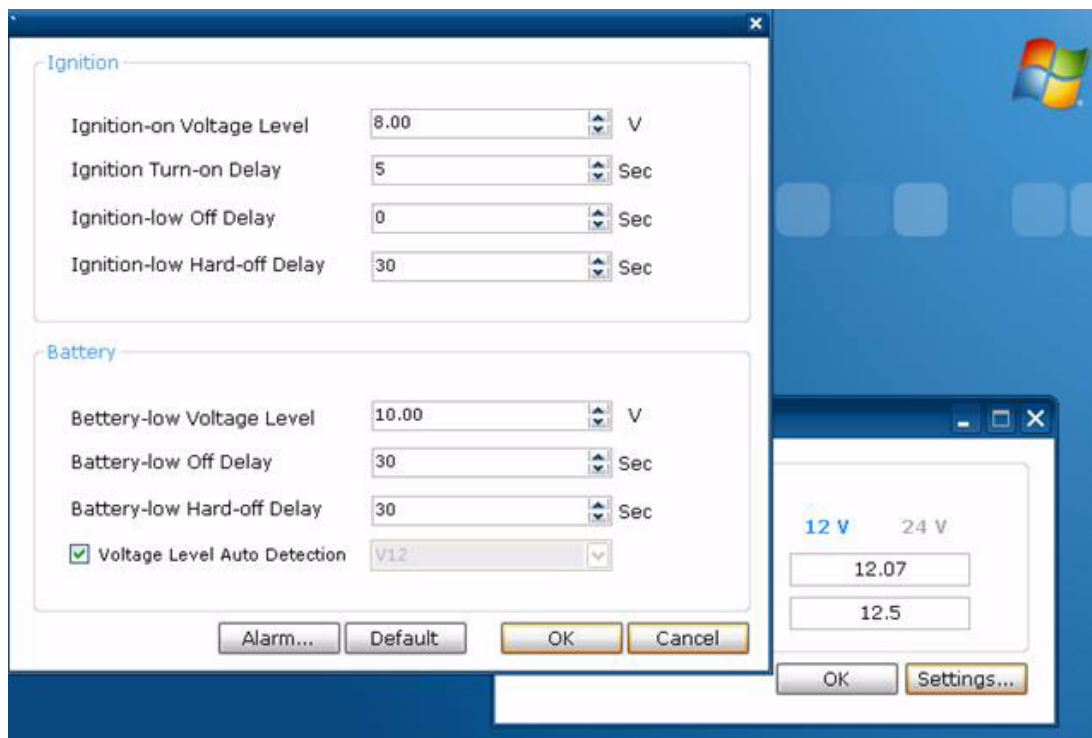 Ignition
Ignition-on Voltage Level 8.00 V
Ignition Turn-on Delay 5 Sec
Ignition-low Off Delay 0 Sec
Ignition-low Hard-off Delay 30 Sec
Battery
Bettery-low Voltage Level 10.00 V
Battery-low Off Delay 30 Sec
Battery-low Hard-off Delay 30 Sec
Voltage Level Auto Detection V12
Alarm... Default OK Cancel
12 V 24 V
12.07
12.5
OK Settings...